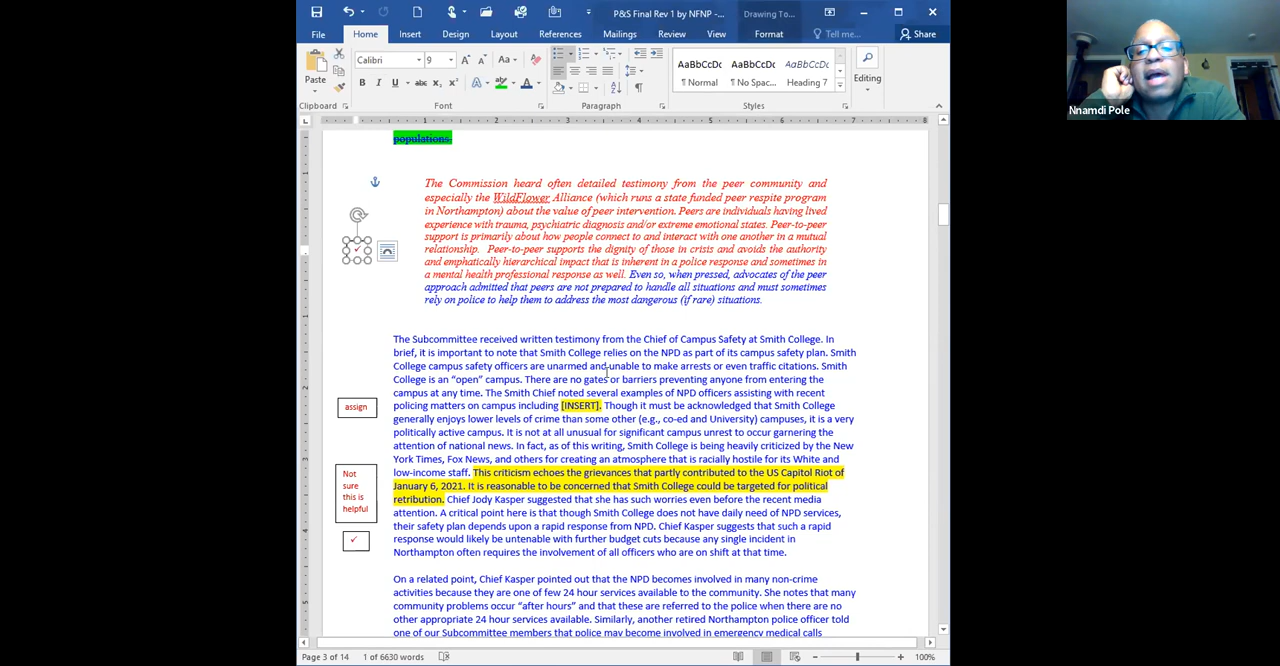 P&S Final Rev 1 by NFNP -...
Drawing To...
File
Home
Insert
Design
Layout
References
Mailings
Review
View
Format
Tell me...
Share
Paste
Clipboard
Calibri
9
Font
Paragraph
AaBbCcDc
¶ Normal
AaBbCcDc
¶ No Spac...
AaBbCcDc
Heading 7
Styles
Editing
populations.
The Commission heard often detailed testimony from the peer community and
especially the WildFlower Alliance (which runs a state funded peer respite program
in Northampton) about the value of peer intervention. Peers are individuals having lived
experience with trauma, psychiatric diagnosis and/or extreme emotional states. Peer-to-peer
support is primarily about how people connect to and interact with one another in a mutual
relationship. Peer-to-peer supports the dignity of those in crisis and avoids the authority
and emphatically hierarchical impact that is inherent in a police response and sometimes in
a mental health professional response as well. Even so, when pressed, advocates of the peer
approach admitted that peers are not prepared to handle all situations and must sometimes
rely on police to help them to address the most dangerous (if rare) situations.
The Subcommittee received written testimony from the Chief of Campus Safety at Smith College. In
brief, it is important to note that Smith College relies on the NPD as part of its campus safety plan. Smith
College campus safety officers are unarmed and unable to make arrests or even traffic citations. Smith
College is an “open” campus. There are no gates or barriers preventing anyone from entering the
campus at any time. The Smith Chief noted several examples of NPD officers assisting with recent
policing matters on campus including [INSERT]. Though it must be acknowledged that Smith College
generally enjoys lower levels of crime than some other (e.g., co-ed and University) campuses, it is a very
politically active campus. It is not at all unusual for significant campus unrest to occur garnering the
attention of national news. In fact, as of this writing, Smith College is being heavily criticized by the New
York Times, Fox News, and others for creating an atmosphere that is racially hostile for its White and
low-income staff. This criticism echoes the grievances that partly contributed to the US Capitol Riot of
January 6, 2021. It is reasonable to be concerned that Smith College could be targeted for political
retribution. Chief Jody Kasper suggested that she has such worries even before the recent media
attention. A critical point here is that though Smith College does not have daily need of NPD services,
their safety plan depends upon a rapid response from NPD. Chief Kasper suggests that such a rapid
response would likely be untenable with further budget cuts because any single incident in
Northampton often requires the involvement of all officers who are on shift at that time.
On a related point, Chief Kasper pointed out that the NPD becomes involved in many non-crime
activities because they are one of few 24 hour services available to the community. She notes that many
community problems occur “after hours” and that these are referred to the police when there are no
other appropriate 24 hour services available. Similarly, another retired Northampton police officer told
one of our Subcommittee members that police may become involved in emergency medical calls
assign
Not
sure
this is
helpful
Page 3 of 14
1 of 6630 words
100%
Nnamdi Pole